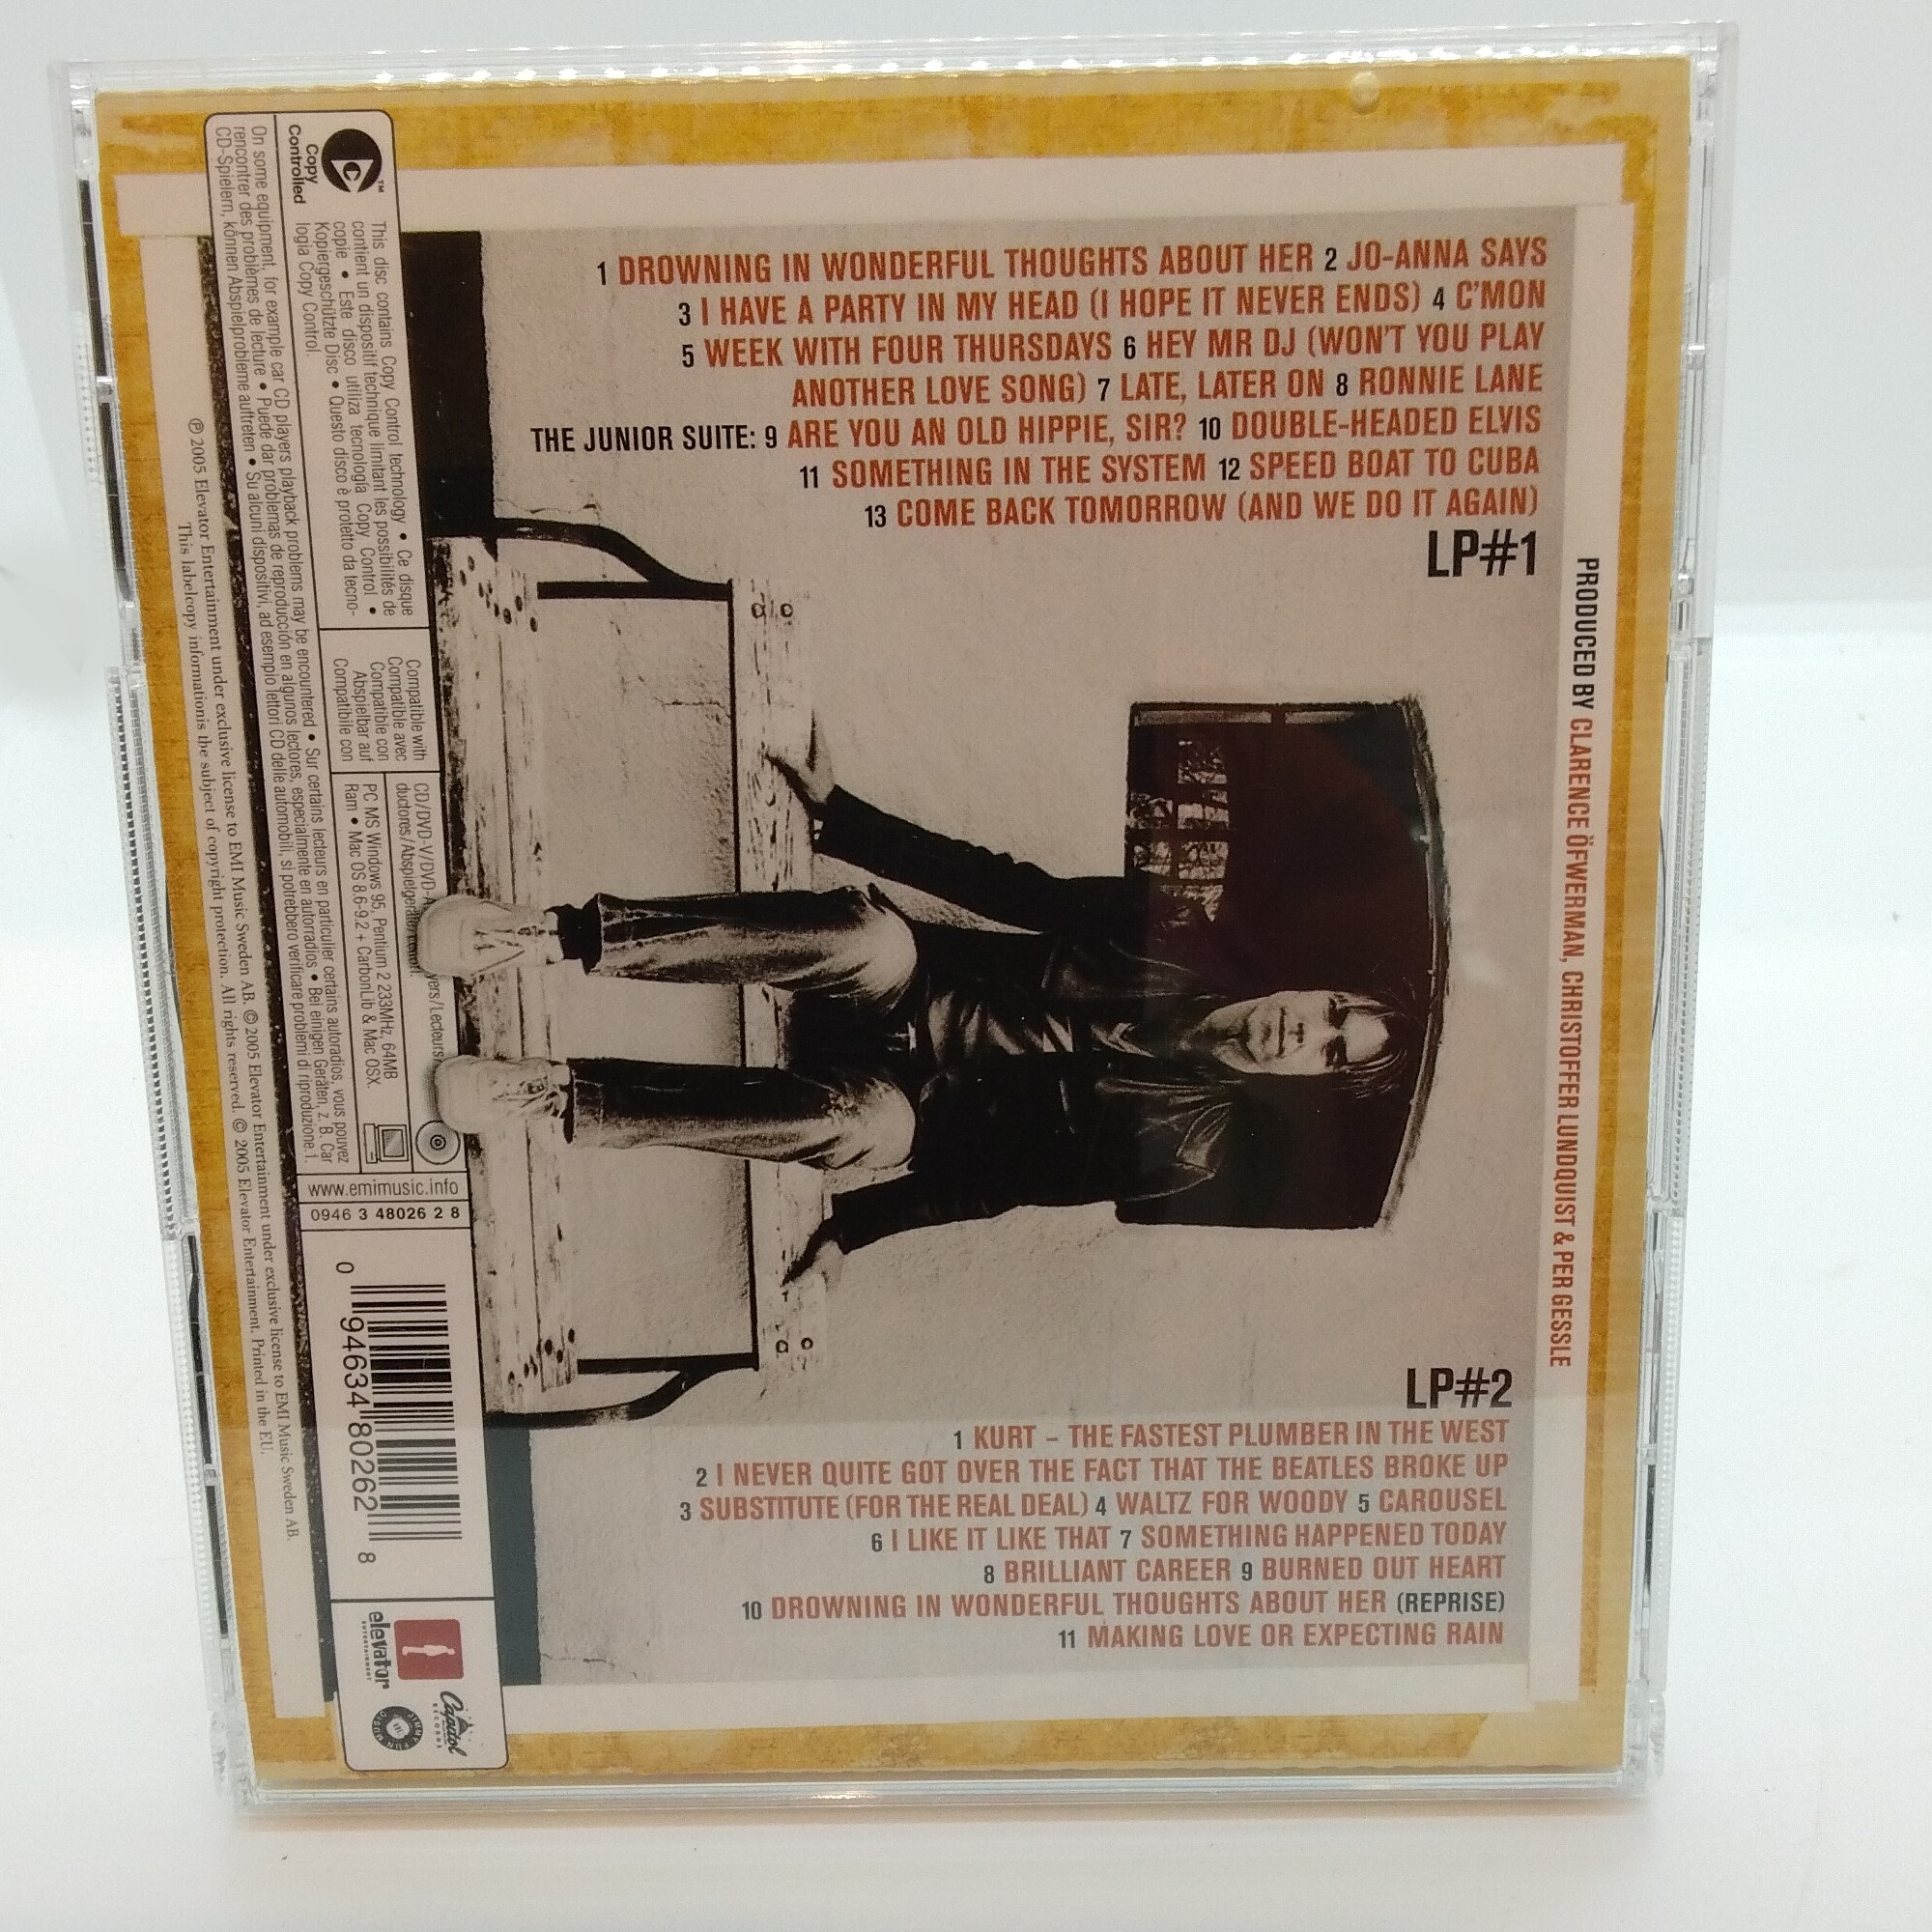 1 DROWNING IN WONDERFUL THOUGHTS ABOUT HER 2 JO-ANNA SAYS
3 I HAVE A PARTY IN MY HEAD (I HOPE IT NEVER ENDS) 4 C'MON
5 WEEK WITH FOUR THURSDAYS 6 HEY MR DJ (WON'T YOU PLAY
ANOTHER LOVE SONG) 7 LATE, LATER ON 8 RONNIE LANE
THE JUNIOR SUITE: 9 ARE YOU AN OLD HIPPIE, SIR? 10 DOUBLE-HEADED ELVIS
11 SOMETHING IN THE SYSTEM 12 SPEED BOAT TO CUBA
13 COME BACK TOMORROW (AND WE DO IT AGAIN)
LP#1
PRODUCED BY CLARENCE ÖFWERMAN, CHRISTOFFER LUNDQUIST & PER GESSLE
LP#2
1 KURT – THE FASTEST PLUMBER IN THE WEST
2 I NEVER QUITE GOT OVER THE FACT THAT THE BEATLES BROKE UP
3 SUBSTITUTE (FOR THE REAL DEAL) 4 WALTZ FOR WOODY 5 CAROUSEL
6 I LIKE IT LIKE THAT 7 SOMETHING HAPPENED TODAY
8 BRILLIANT CAREER 9 BURNED OUT HEART
10 DROWNING IN WONDERFUL THOUGHTS ABOUT HER (REPRISE)
11 MAKING LOVE OR EXPECTING RAIN
TM
Copy
Controlled
This disc contains Copy Control technology • Ce disque
contient un dispositif technique limitant les possibilités de
copie • Este disco utiliza tecnología Copy Control •
Kopiergeschützte Disc • Questo disco è protetto da tecno-
logia Copy Control.
Compatible with
Compatible avec
Compatible con
Abspielbar auf
Compatibile con
CD/DVD-V/DVD-A
yers/Lecteurs/
ductores/Abspielgeräte/
PC MS Windows 95, Pentium 2 233MHz, 64MB
Ram • Mac OS 8.6-9.2 + CarbonLib & Mac OSX.
On some equipment, for example car CD players playback problems may be encountered • Sur certains lecteurs en particulier certains autoradios, vous pouvez
rencontrer des problèmes de lecture • Puede dar problemas de reproducción en algunos lectores, especialmente en autorradios • Bei einigen Geräten, z. B. Car
CD-Spielern, können Abspielprobleme auftreten • Su alcuni dispositivi, ad esempio lettori CD delle automobili, si potrebbero verificare problemi di riproduzione1.
www.emimusic.info
0946 3 48026 2 8
0 94634 80262 8
elevator
ENTERTAINMENT
Capitol
RECORDS
℗ 2005 Elevator Entertainment under exclusive license to EMI Music Sweden AB. © 2005 Elevator Entertainment under exclusive license to EMI Music Sweden AB.
This labelcopy informationis the subject of copyright protection. All rights reserved. © 2005 Elevator Entertainment. Printed in the EU.